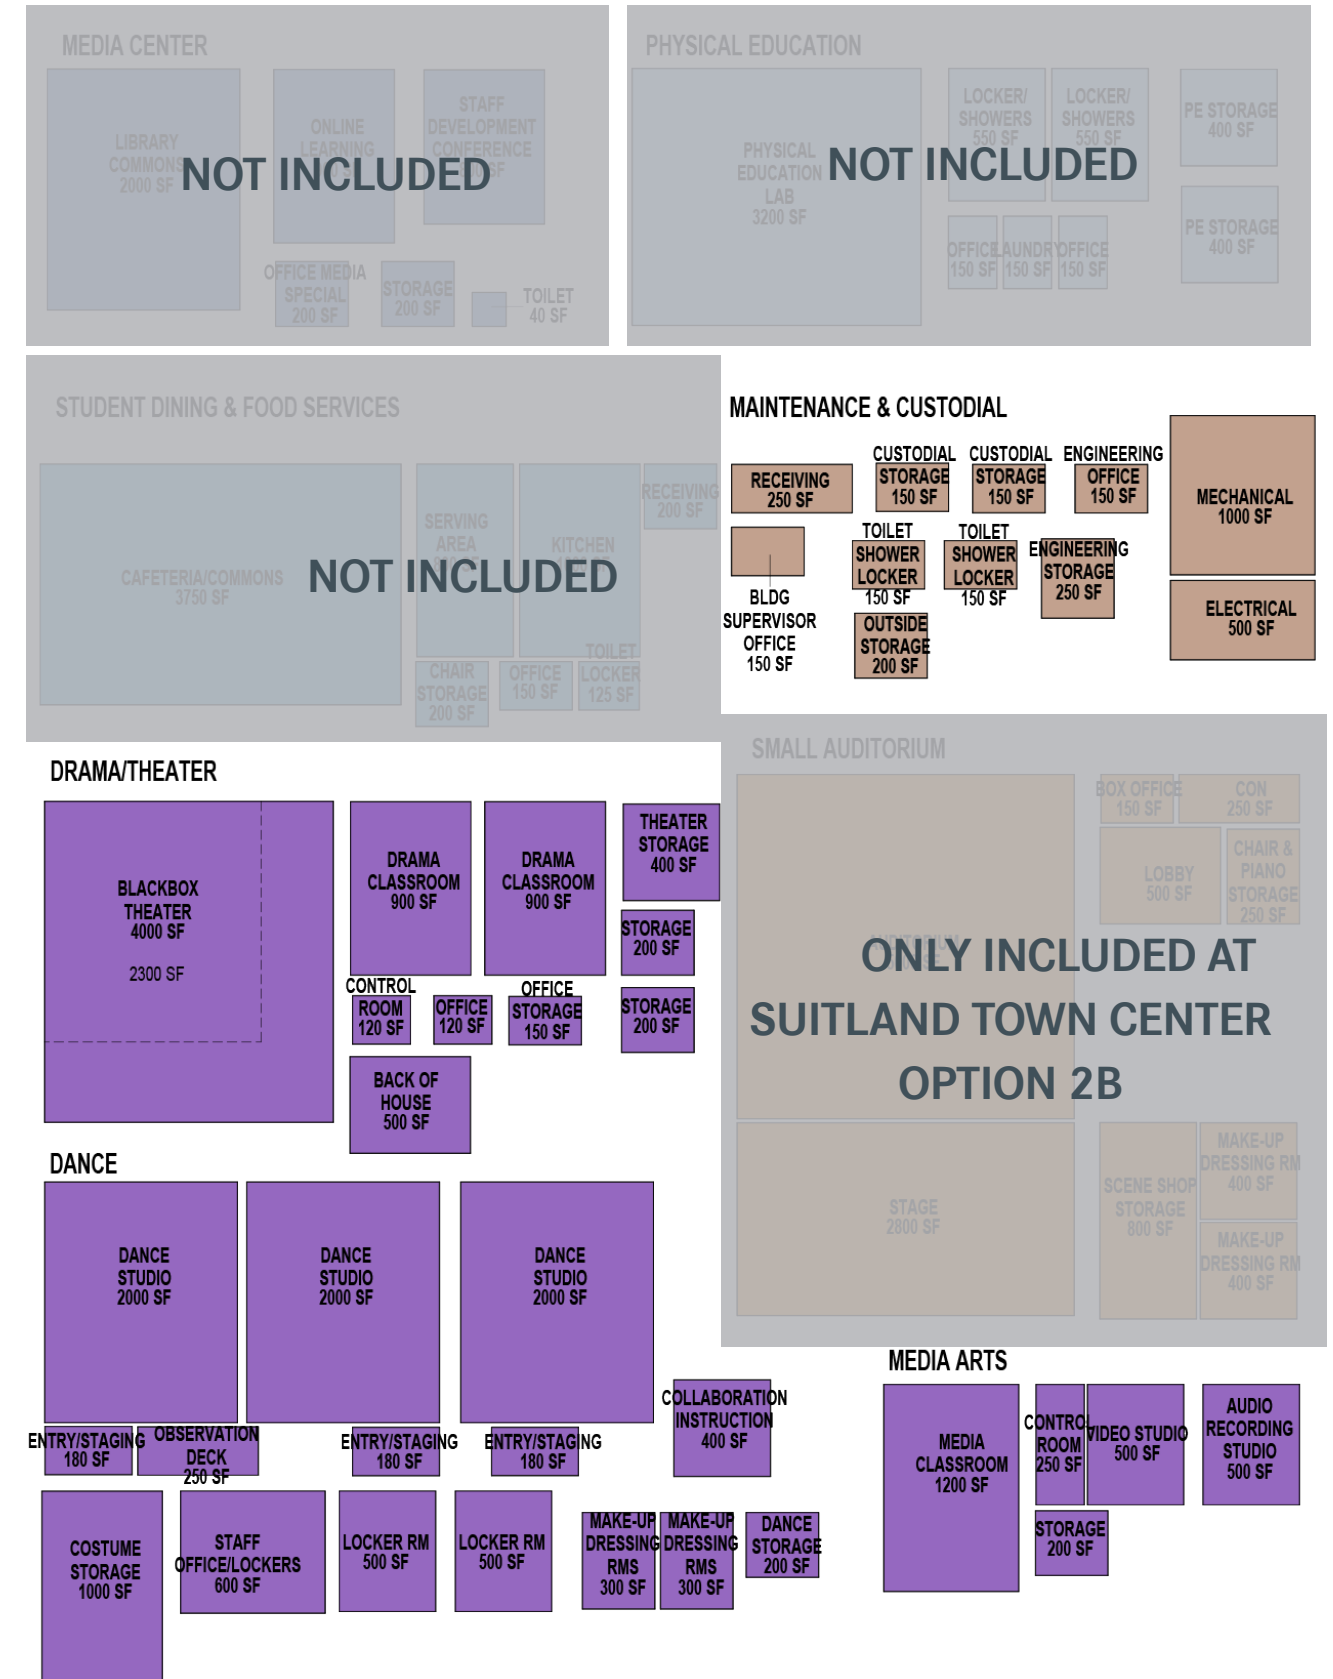 MEDIA CENTER
LIBRARY
COMMONS
2000 SF
ONLINE
LEARNING
STAFF
DEVELOPMENT
CONFERENCE
SF
NOT INCLUDED
OFFICE MEDIA
SPECIAL
200 SF
STORAGE
200 SF
TOILET
40 SF
PHYSICAL EDUCATION
PHYSICAL
EDUCATION
LAB
3200 SF
LOCKER/
SHOWERS
550 SF
LOCKER/
SHOWERS
550 SF
PE STORAGE
400 SF
NOT INCLUDED
OFFICE
150 SF
LAUNDRY
150 SF
OFFICE
150 SF
PE STORAGE
400 SF
STUDENT DINING & FOOD SERVICES
CAFETERIA/COMMONS
3750 SF
SERVING
AREA
KITCHEN
RECEIVING
200 SF
NOT INCLUDED
CHAIR
STORAGE
200 SF
OFFICE
150 SF
TOILET
LOCKER
125 SF
MAINTENANCE & CUSTODIAL
RECEIVING
250 SF
CUSTODIAL
STORAGE
150 SF
CUSTODIAL
STORAGE
150 SF
ENGINEERING
OFFICE
150 SF
MECHANICAL
1000 SF
BLDG
SUPERVISOR
OFFICE
150 SF
TOILET
SHOWER
LOCKER
150 SF
TOILET
SHOWER
LOCKER
150 SF
ENGINEERING
STORAGE
250 SF
OUTSIDE
STORAGE
200 SF
ELECTRICAL
500 SF
DRAMA/THEATER
BLACKBOX
THEATER
4000 SF
2300 SF
DRAMA
CLASSROOM
900 SF
DRAMA
CLASSROOM
900 SF
THEATER
STORAGE
400 SF
STORAGE
200 SF
CONTROL
ROOM
120 SF
OFFICE
120 SF
OFFICE
STORAGE
150 SF
STORAGE
200 SF
BACK OF
HOUSE
500 SF
SMALL AUDITORIUM
AUDITORIUM
BOX OFFICE
150 SF
CON
250 SF
LOBBY
500 SF
CHAIR &
PIANO
STORAGE
250 SF
ONLY INCLUDED AT
SUITLAND TOWN CENTER
OPTION 2B
STAGE
2800 SF
SCENE SHOP
STORAGE
800 SF
MAKE-UP
DRESSING RM
400 SF
MAKE-UP
DRESSING RM
400 SF
DANCE
DANCE
STUDIO
2000 SF
DANCE
STUDIO
2000 SF
DANCE
STUDIO
2000 SF
ENTRY/STAGING
180 SF
OBSERVATION
DECK
250 SF
ENTRY/STAGING
180 SF
ENTRY/STAGING
180 SF
COLLABORATION
INSTRUCTION
400 SF
COSTUME
STORAGE
1000 SF
STAFF
OFFICE/LOCKERS
600 SF
LOCKER RM
500 SF
LOCKER RM
500 SF
MAKE-UP
DRESSING
RMS
300 SF
MAKE-UP
DRESSING
RMS
300 SF
DANCE
STORAGE
200 SF
MEDIA ARTS
MEDIA
CLASSROOM
1200 SF
CONTROL
ROOM
250 SF
VIDEO STUDIO
500 SF
AUDIO
RECORDING
STUDIO
500 SF
STORAGE
200 SF